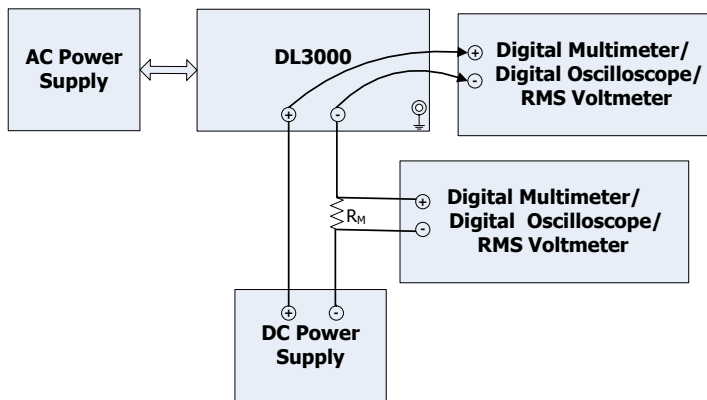 AC Power
Supply
DL3000
+
-
+
-
Digital Multimeter/
Digital Oscilloscope/
RMS Voltmeter
RM
+
-
Digital Multimeter/
Digital Oscilloscope/
RMS Voltmeter
+
-
DC Power
Supply